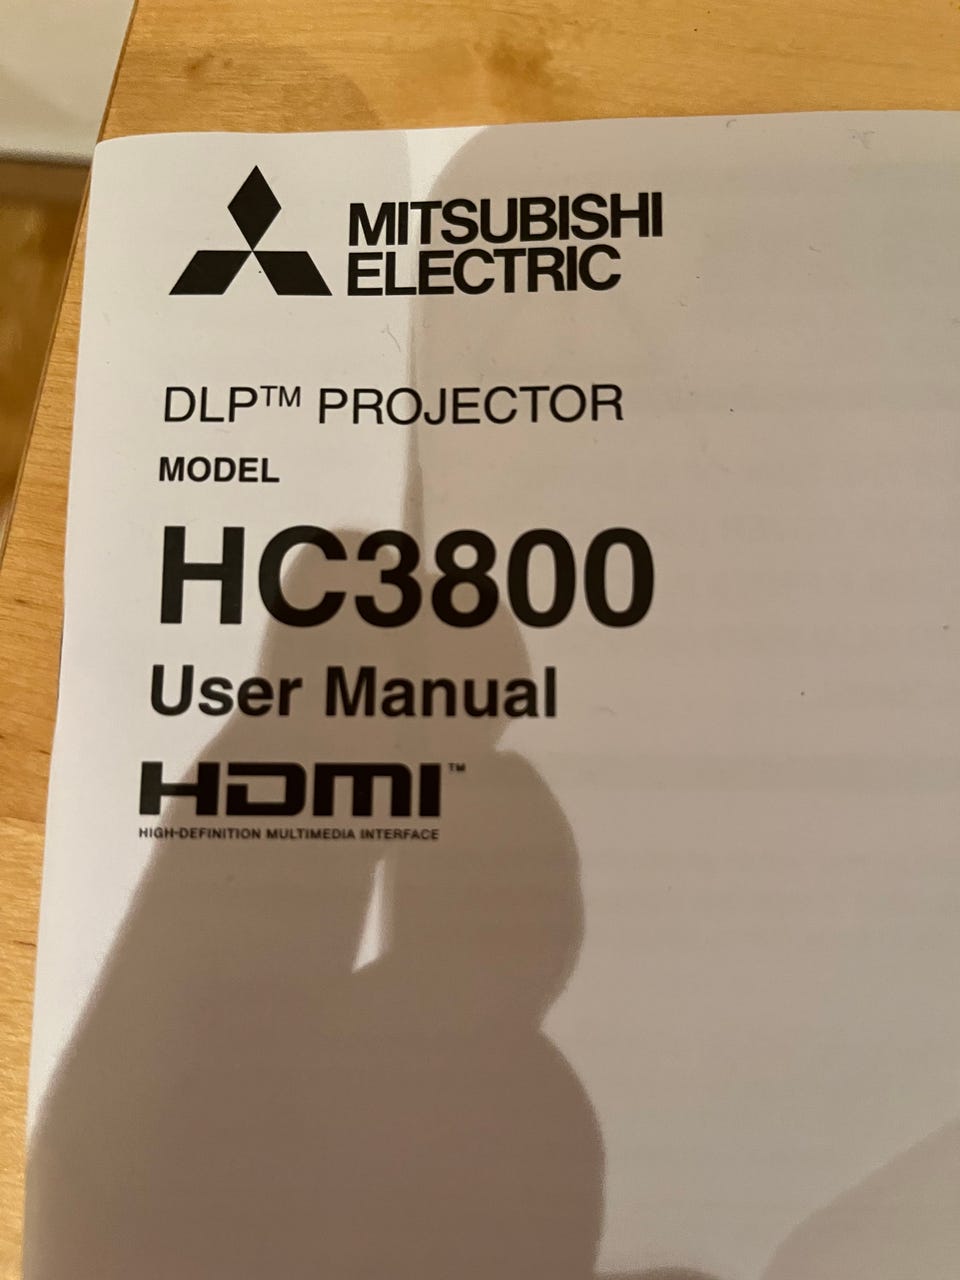 MITSUBISHI
ELECTRIC
DLP™ PROJECTOR
MODEL
HC3800
User Manual
HDMI™
HIGH-DEFINITION MULTIMEDIA INTERFACE